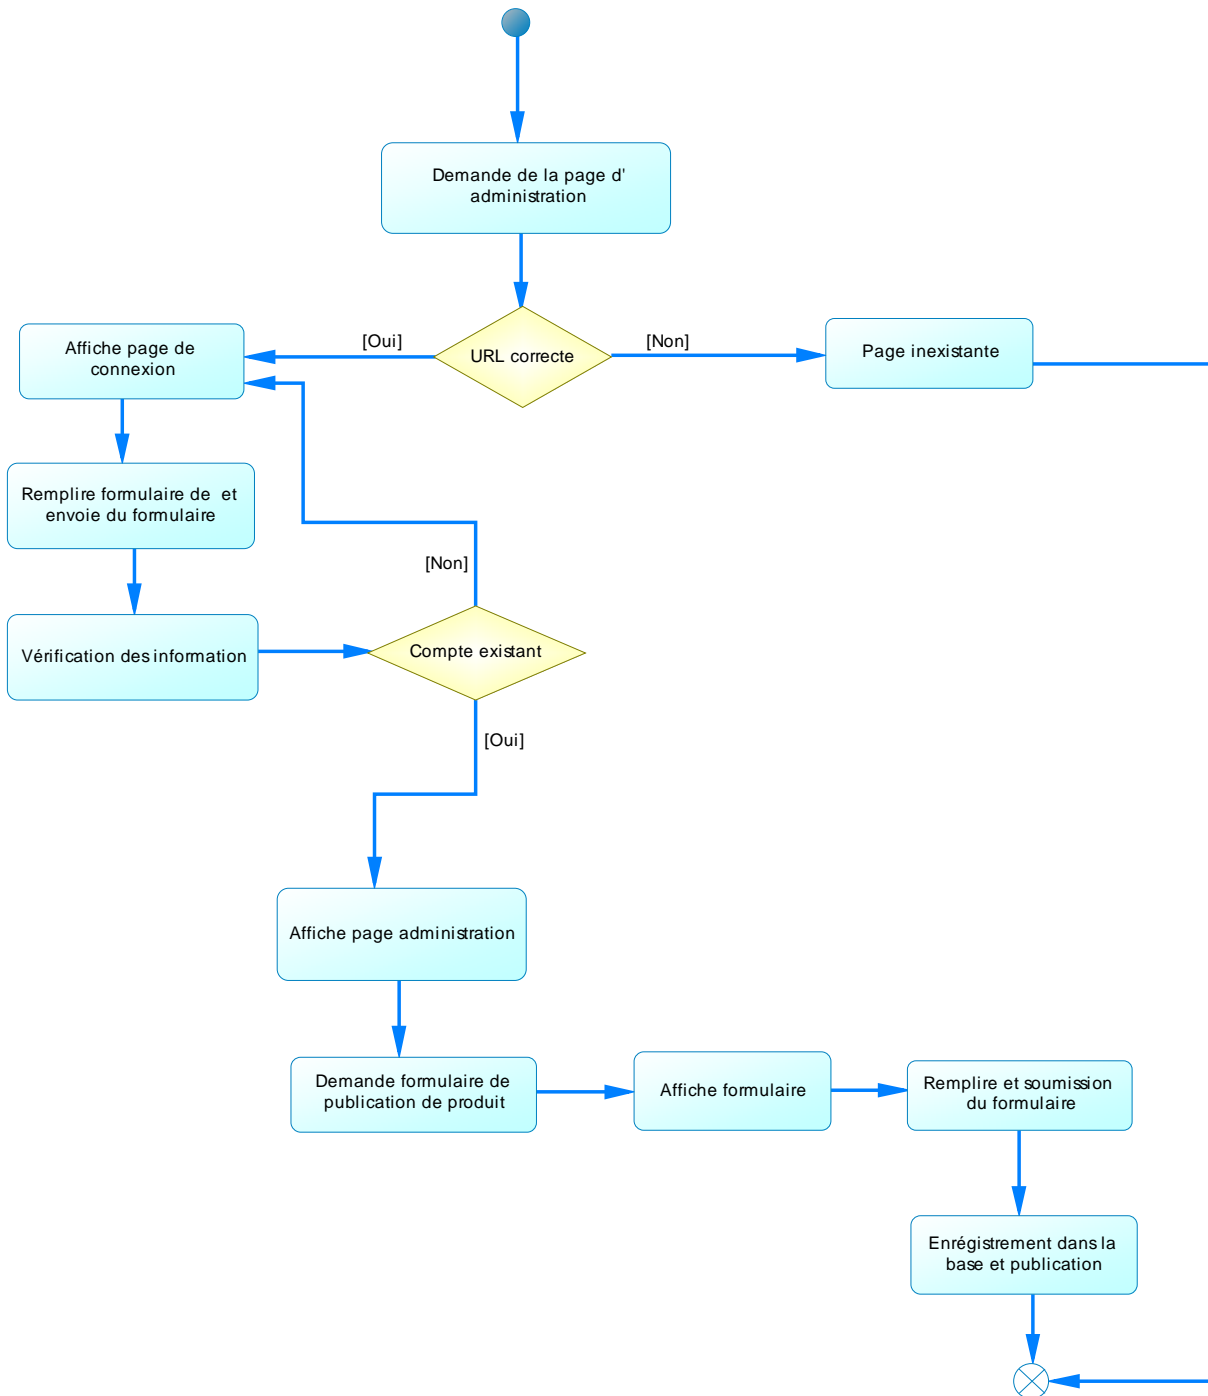 Demande de la page d'
administration
[Oui]
URL correcte
[Non]
Page inexistante
Affiche page de
connexion
Remplire formulaire de  et
envoie du formulaire
[Non]
Vérification des information
Compte existant
[Oui]
Affiche page administration
Demande formulaire de
publication de produit
Affiche formulaire
Remplire et soumission
du formulaire
Enrégistrement dans la
base et publication